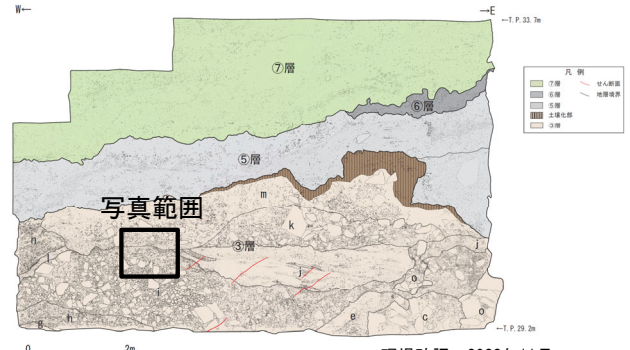 W←
→E
←T.P. 33.7m
⑦層
凡 例
⑦層
⑥層
⑤層
土壌化部
③層
せん断面
地層境界
⑥層
⑤層
写真範囲
m
k
③層
n
l
j
j
i
o
g
h
e
c
o
←T.P. 29.2m
0
2m